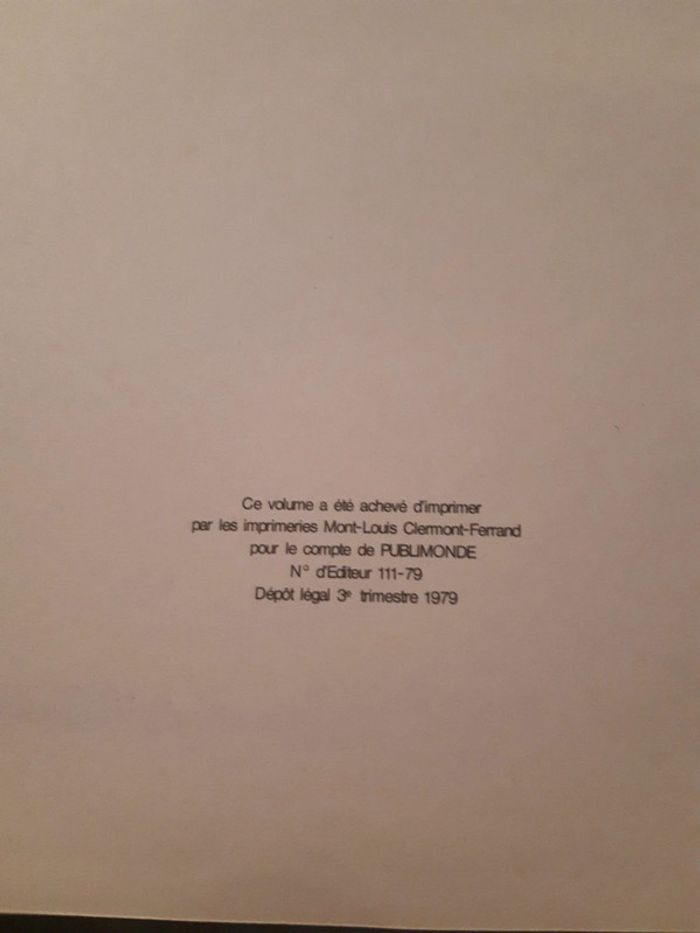 Ce volume a été achevé d'imprimer
par les imprimeries Mont-Louis Clermont-Ferrand
pour le compte de PUBLIMONDE
N° d'Editeur 111-79
Dépôt légal 3e trimestre 1979